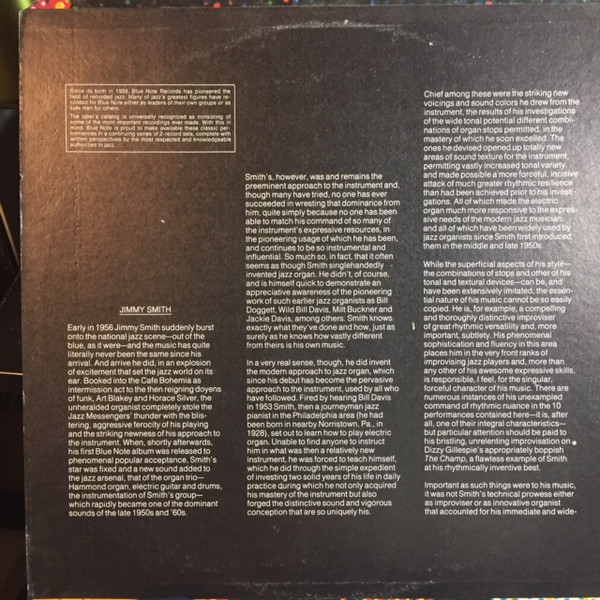 Since its birth in 1939, Blue Note Records has pioneered the
field of recorded jazz. Many of jazz's greatest figures have re-
corded for Blue Note either as leaders of their own groups or as
side men for others.
The label's catalog is universally recognized as consisting of
some of the most important recordings ever made. With this in
mind, Blue Note is proud to make available these classic per-
formances in a continuing series of 2-record sets, complete with
written perspectives by the most respected and knowledgeable
authorities in jazz.
JIMMY SMITH
Early in 1956 Jimmy Smith suddenly burst
onto the national jazz scene—out of the
blue, as it were—and the music has quite
literally never been the same since his
arrival. And arrive he did, in an explosion
of excitement that set the jazz world on its
ear. Booked into the Cafe Bohemia as
intermission act to the then reigning doyens
of funk, Art Blakey and Horace Silver, the
unheralded organist completely stole the
Jazz Messengers' thunder with the blis-
tering, aggressive ferocity of his playing
and the striking newness of his approach to
the instrument. When, shortly afterwards,
his first Blue Note album was released to
phenomenal popular acceptance, Smith's
star was fixed and a new sound added to
the jazz arsenal, that of the organ trio—
Hammond organ, electric guitar and drums,
the instrumentation of Smith's group—
which rapidly became one of the dominant
sounds of the late 1950s and '60s.
Smith's, however, was and remains the
preeminent approach to the instrument and,
though many have tried, no one has ever
succeeded in wresting that dominance from
him, quite simply because no one has been
able to match his command of so many of
the instrument's expressive resources, in
the pioneering usage of which he has been,
and continues to be so instrumental and
influential. So much so, in fact, that it often
seems as though Smith singlehandedly
invented jazz organ. He didn't, of course,
and is himself quick to demonstrate an
appreciative awareness of the pioneering
work of such earlier jazz organists as Bill
Doggett, Wild Bill Davis, Milt Buckner and
Jackie Davis, among others. Smith knows
exactly what they've done and how, just as
surely as he knows how vastly different
from theirs is his own music.
In a very real sense, though, he did invent
the modern approach to jazz organ, which
since his debut has become the pervasive
approach to the instrument, used by all who
have followed. Fired by hearing Bill Davis
in 1953 Smith, then a journeyman jazz
pianist in the Philadelphia area (he had
been born in nearby Norristown, Pa., in
1928), set out to learn how to play electric
organ. Unable to find anyone to instruct
him in what was then a relatively new
instrument, he was forced to teach himself,
which he did through the simple expedient
of investing two solid years of his life in daily
practice during which he not only acquired
his mastery of the instrument but also
forged the distinctive sound and vigorous
conception that are so uniquely his.
Chief among these were the striking new
voicings and sound colors he drew from the
instrument, the results of his investigations
of the wide tonal potential different combi-
nations of organ stops permitted, in the
mastery of which he soon excelled. The
ones he devised opened up totally new
areas of sound texture for the instrument,
permitting vastly increased tonal variety,
and made possible a more forceful, incisive
attack of much greater rhythmic resilience
than had been achieved prior to his investi-
gations. All of which made the electric
organ much more responsive to the expres-
sive needs of the modern jazz musician,
and all of which have been widely used by
jazz organists since Smith first introduced
them in the middle and late 1950s.
While the superficial aspects of his style—
the combinations of stops and other of his
tonal and textural devices—can be, and
have been extensively imitated, the essen-
tial nature of his music cannot be so easily
copied. He is, for example, a compelling
and thoroughly distinctive improviser
of great rhythmic versatility and, more
important, subtlety. His phenomenal
sophistication and fluency in this area
places him in the very front ranks of
improvising jazz players and, more than
any other of his awesome expressive skills,
is responsible, I feel, for the singular,
forceful character of his music. There are
numerous instances of his unexampled
command of rhythmic nuance in the 10
performances contained here—it is, after
all, one of their integral characteristics—
but particular attention should be paid to
his bristling, unrelenting improvisation on
Dizzy Gillespie's appropriately boppish
The Champ, a flawless example of Smith
at his rhythmically inventive best.
Important as such things were to his music,
it was not Smith's technical prowess either
as improviser or as innovative organist
that accounted for his immediate and wide-